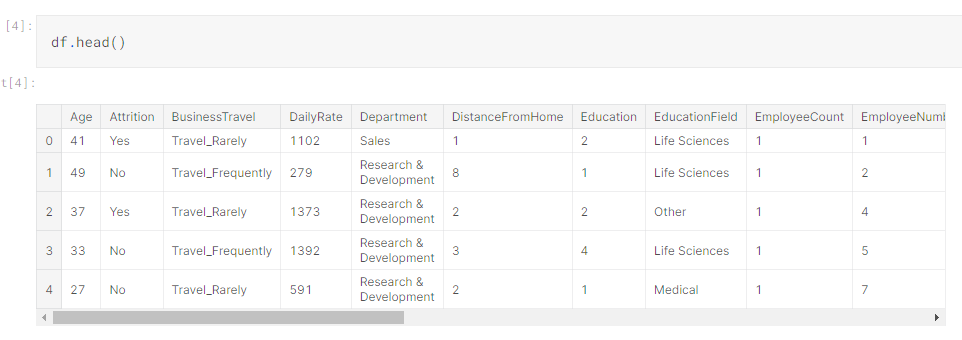 [4]:
df.head()
t[4]:
Age Attrition BusinessTravel DailyRate Department DistanceFromHome Education EducationField EmployeeCount EmployeeNumb
0 41 Yes Travel_Rarely 1102 Sales 1 2 Life Sciences 1 1
1 49 No Travel_Frequently 279 Research & Development 8 1 Life Sciences 1 2
2 37 Yes Travel_Rarely 1373 Research & Development 2 2 Other 1 4
3 33 No Travel_Frequently 1392 Research & Development 3 4 Life Sciences 1 5
4 27 No Travel_Rarely 591 Research & Development 2 1 Medical 1 7